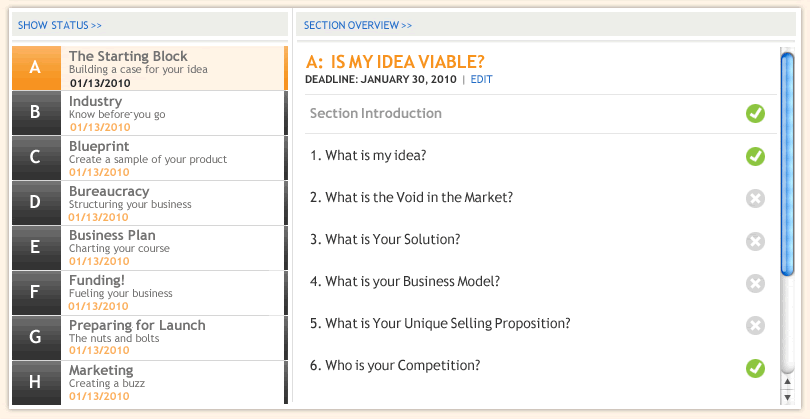 SHOW STATUS >>
A
The Starting Block
Building a case for your idea
01/13/2010
B
Industry
Know before you go
01/13/2010
C
Blueprint
Create a sample of your product
01/13/2010
D
Bureaucracy
Structuring your business
01/13/2010
E
Business Plan
Charting your course
01/13/2010
F
Funding!
Fueling your business
01/13/2010
G
Preparing for Launch
The nuts and bolts
01/13/2010
H
Marketing
Creating a buzz
01/13/2010
SECTION OVERVIEW >>
A: IS MY IDEA VIABLE?
DEADLINE: JANUARY 30, 2010 | EDIT
Section Introduction
1. What is my idea?
2. What is the Void in the Market?
3. What is Your Solution?
4. What is your Business Model?
5. What is Your Unique Selling Proposition?
6. Who is your Competition?